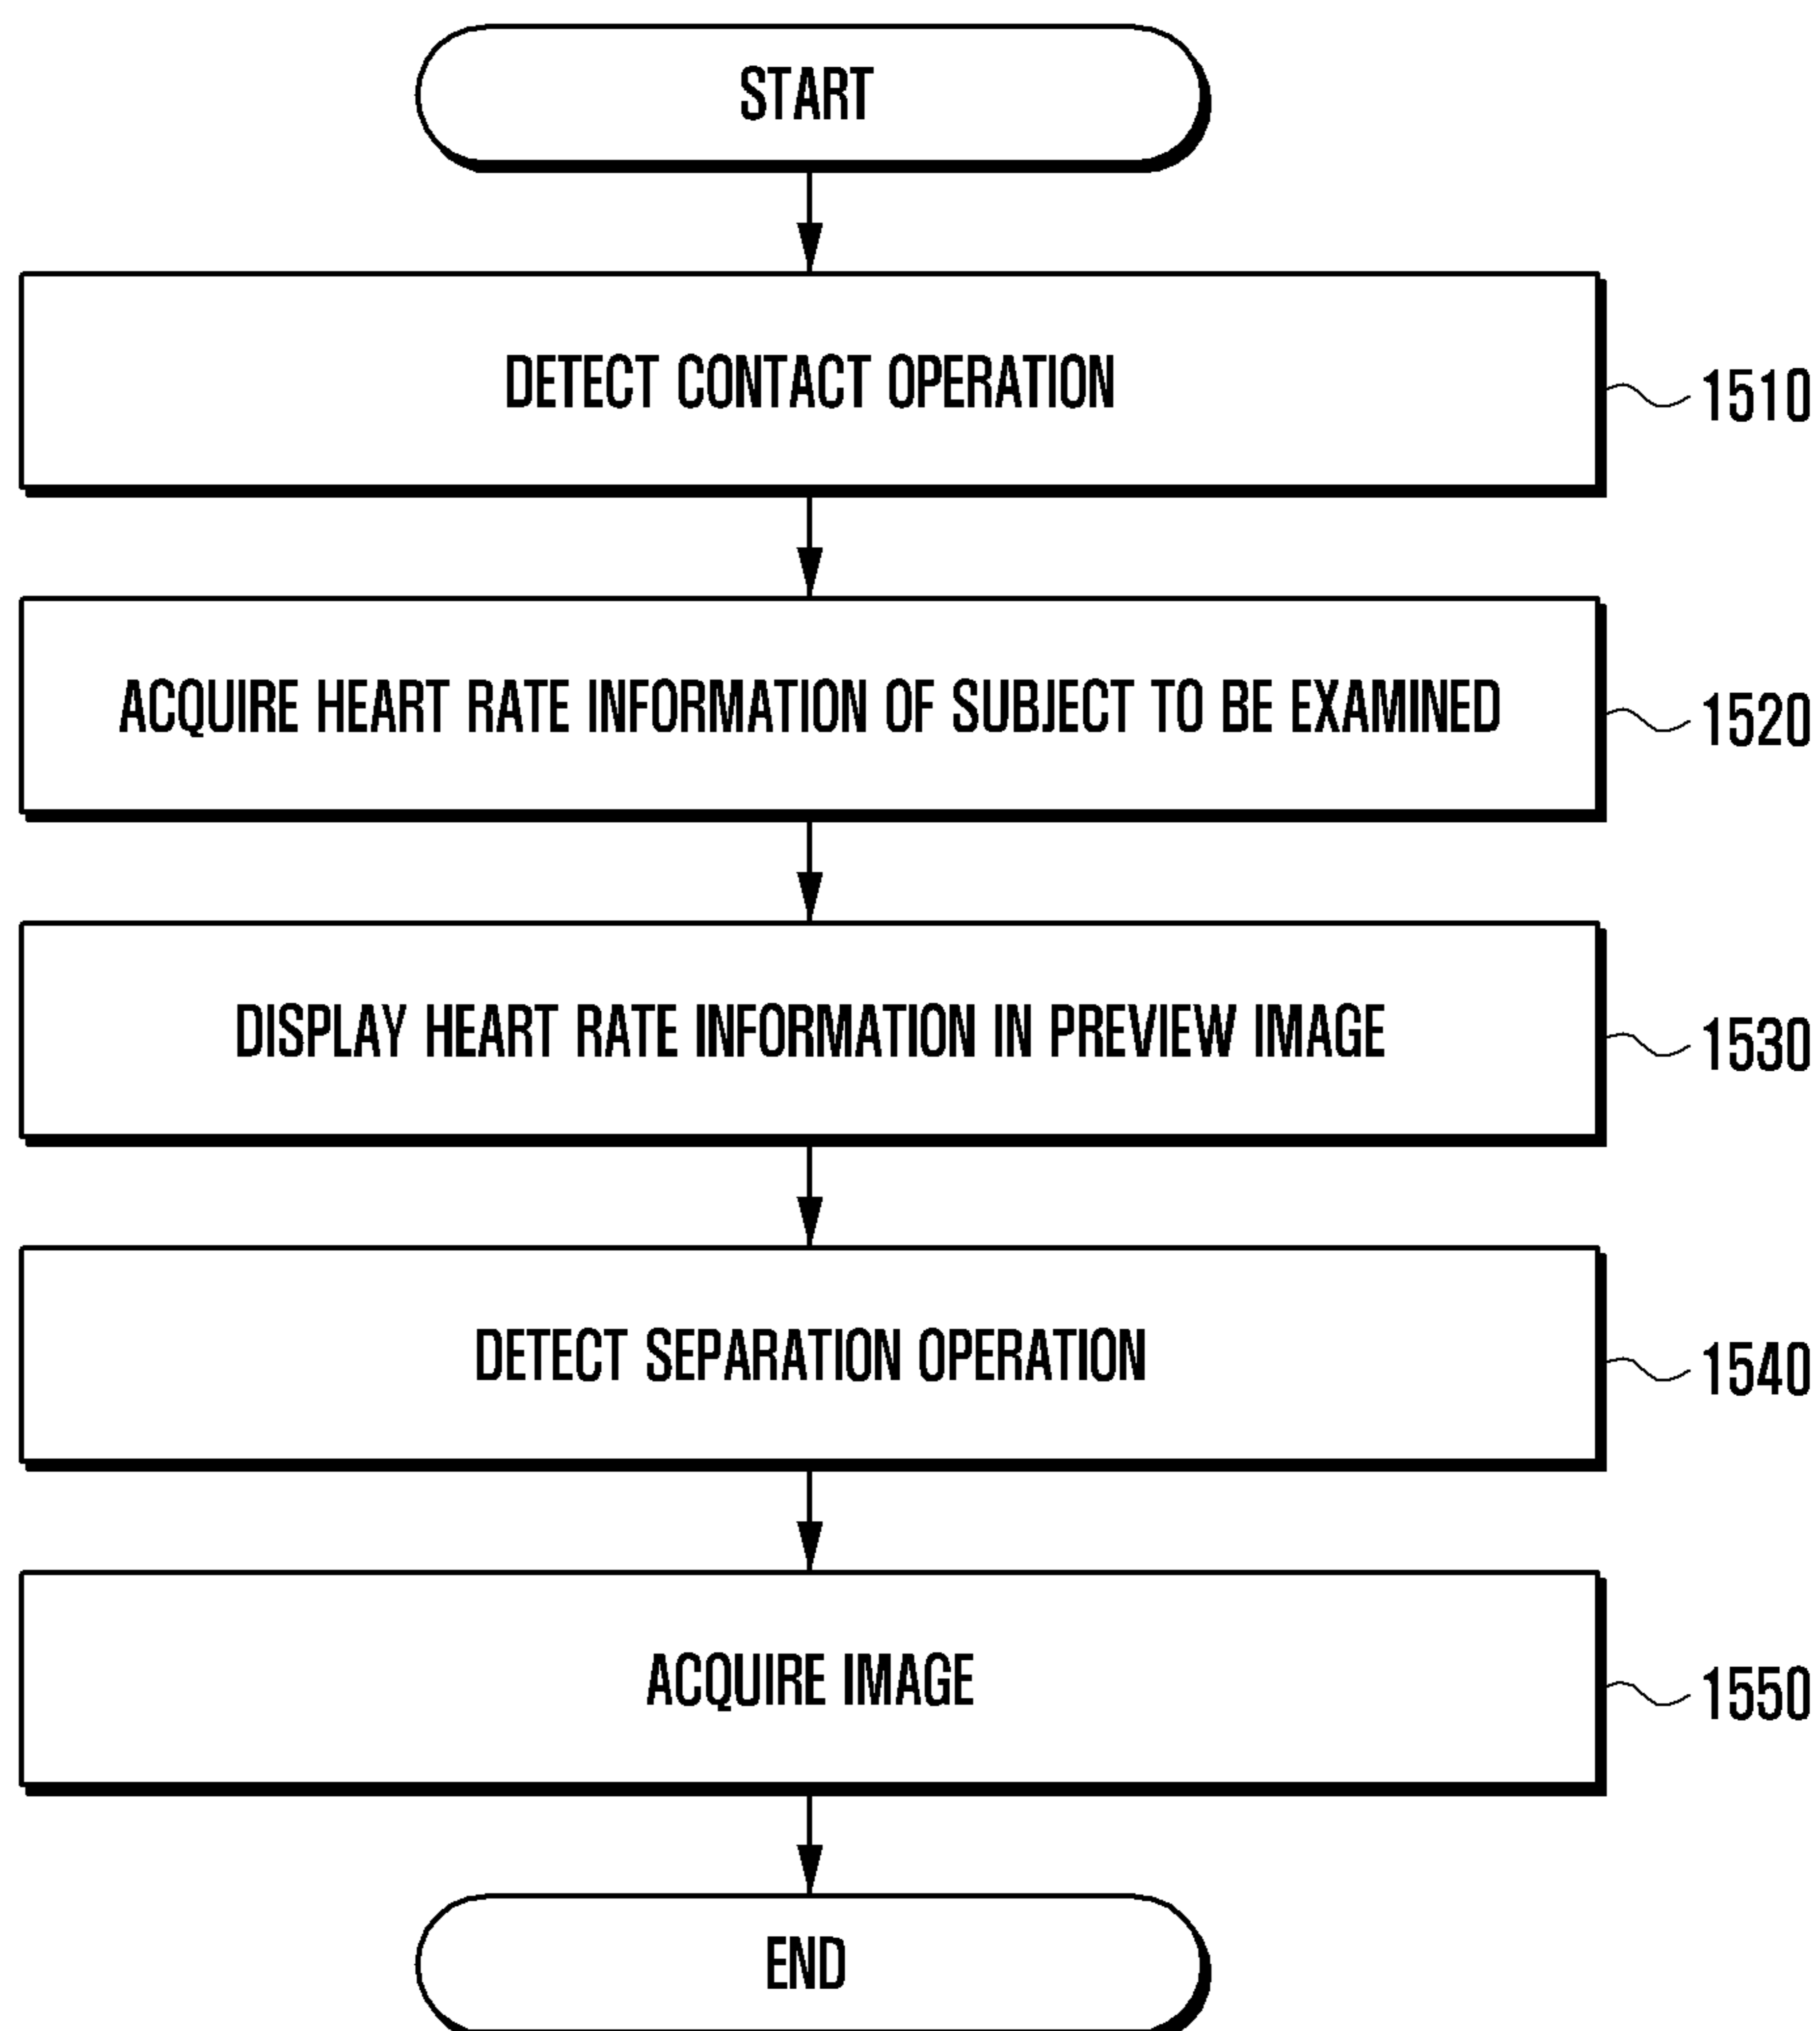 START
DETECT CONTACT OPERATION
1510
ACQUIRE HEART RATE INFORMATION OF SUBJECT TO BE EXAMINED
1520
DISPLAY HEART RATE INFORMATION IN PREVIEW IMAGE
1530
DETECT SEPARATION OPERATION
1540
ACQUIRE IMAGE
1550
END